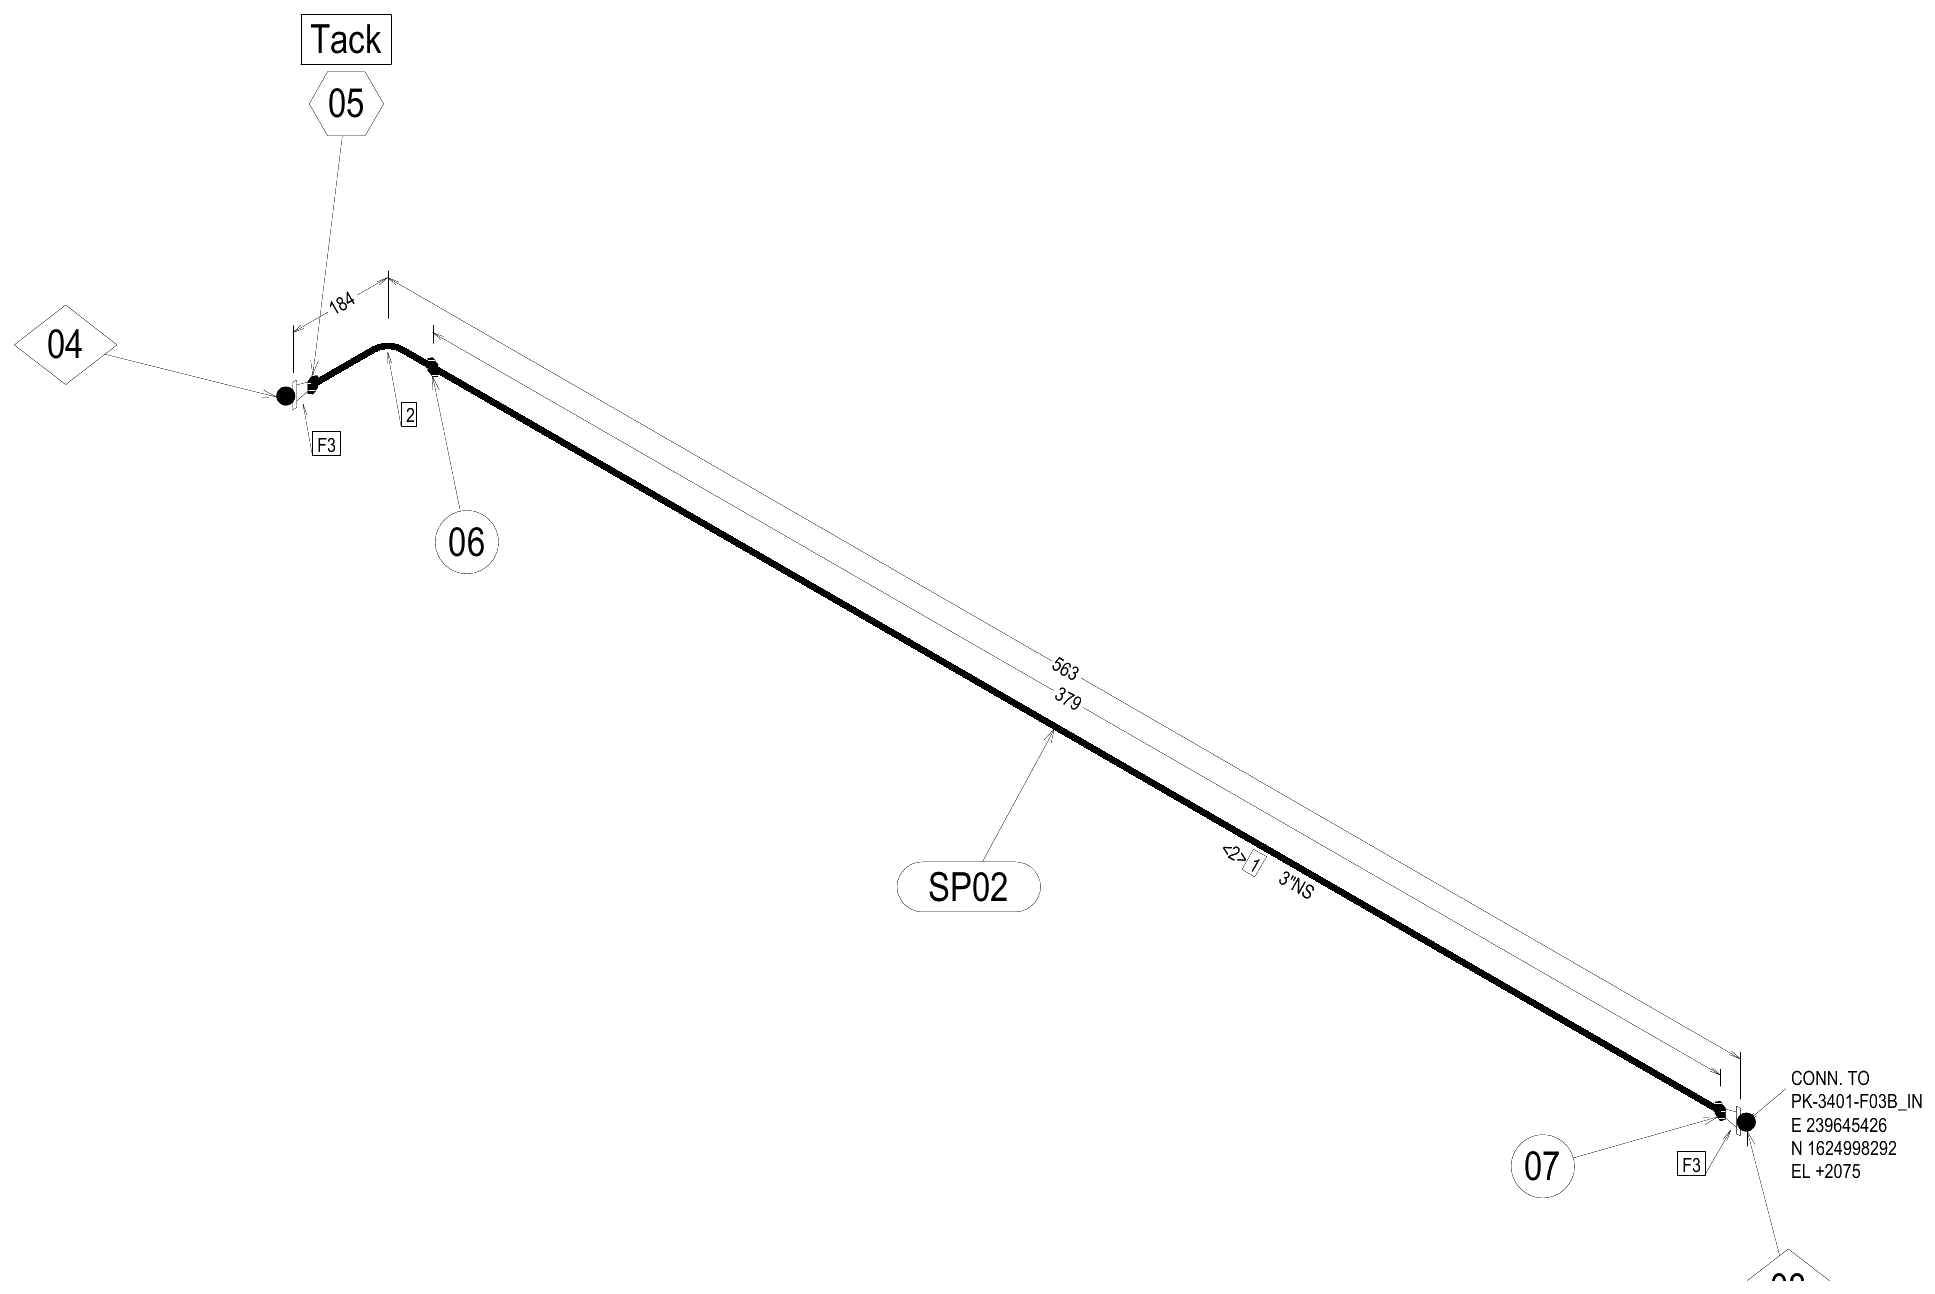 Tack
05
184
04
2
F3
06
563
379
SP02
<2> 1 3"NS
CONN. TO
PK-3401-F03B_IN
E 239645426
N 1624998292
EL +2075
07
F3